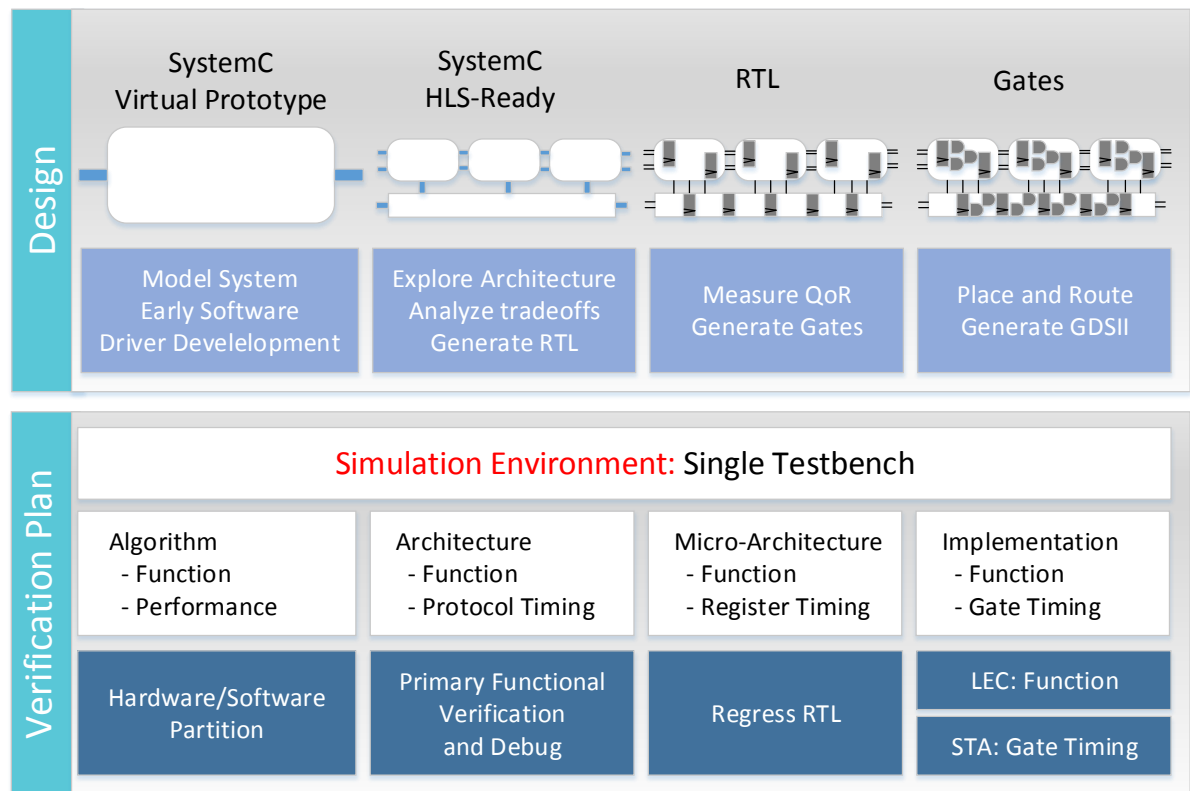 Design
SystemC
Virtual Prototype
SystemC
HLS-Ready
RTL
Gates
Model System
Early Software
Driver Develelopment
Explore Architecture
Analyze tradeoffs
Generate RTL
Measure QoR
Generate Gates
Place and Route
Generate GDSII
Verification Plan
Simulation Environment: Single Testbench
Algorithm
- Function
- Performance
Architecture
- Function
- Protocol Timing
Micro-Architecture
- Function
- Register Timing
Implementation
- Function
- Gate Timing
Hardware/Software
Partition
Primary Functional
Verification
and Debug
Regress RTL
LEC: Function
STA: Gate Timing